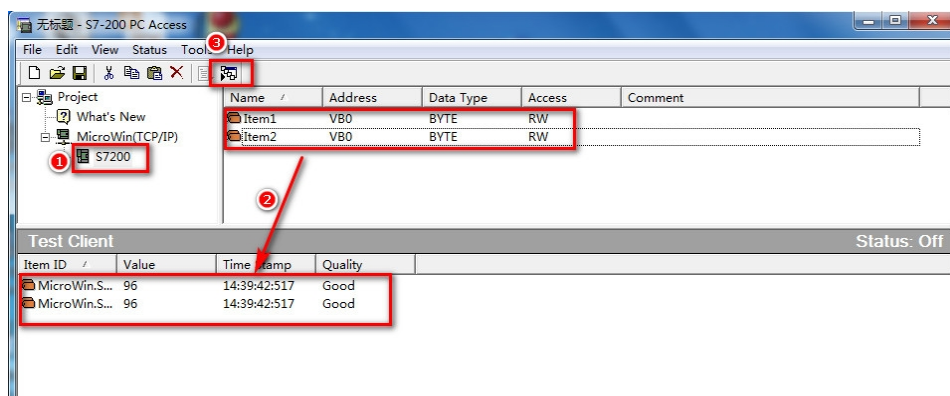 无标题 - S7-200 PC Access
File Edit View Status Tools Help
3
Project
What's New
MicroWin(TCP/IP)
S7200
1
Name Address Data Type Access Comment
Item1 VB0 BYTE RW
Item2 VB0 BYTE RW
2
Test Client Status: Off
Item ID Value Time Stamp Quality
MicroWin.S... 96 14:39:42:517 Good
MicroWin.S... 96 14:39:42:517 Good